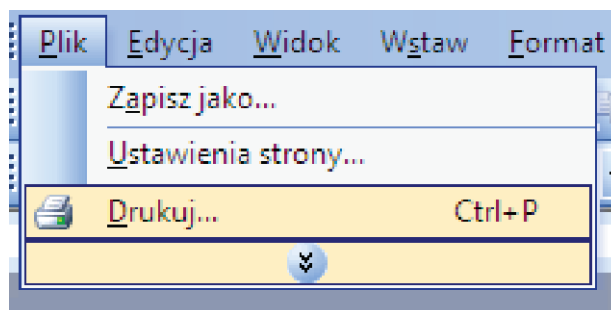 Plik Edycja Widok Wstaw Format
Zapisz jako...
Ustawienia strony...
Drukuj... Ctrl+P